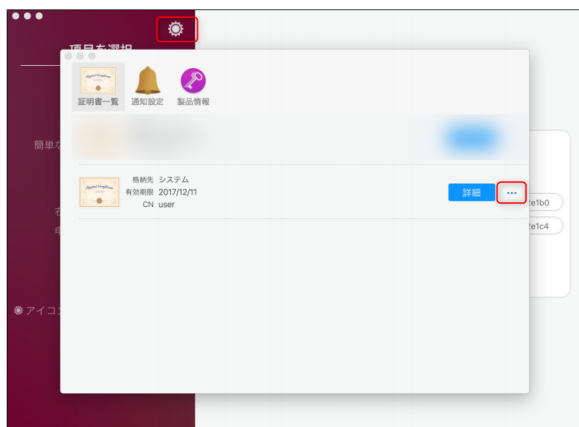 項目を選択
証明書一覧
通知設定
製品情報
簡単な
格納先 システム
有効期限 2017/12/11
CN user
詳細
e1b0
e1c4
アイコン